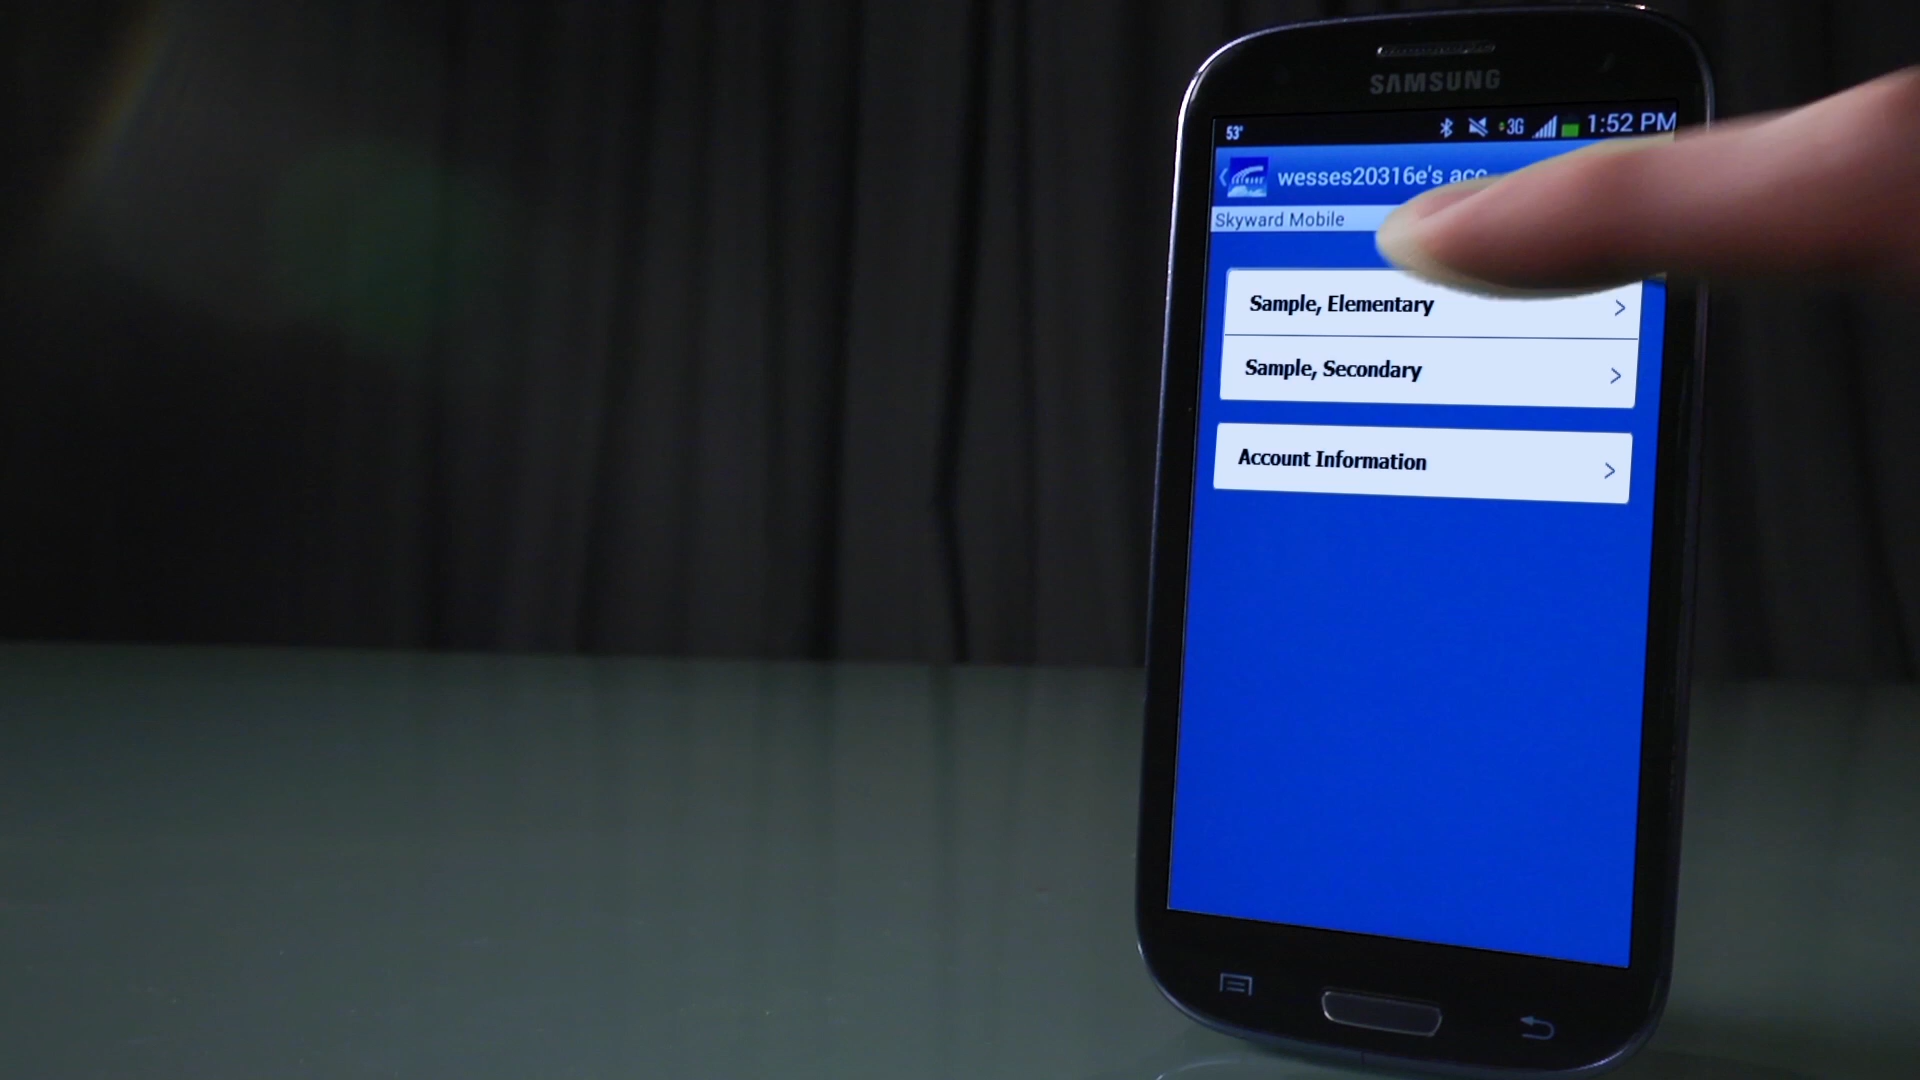 SAMSUNG
53° 3G 1:52 PM
wesses20316e's acc
Skyward Mobile
Sample, Elementary
Sample, Secondary
Account Information